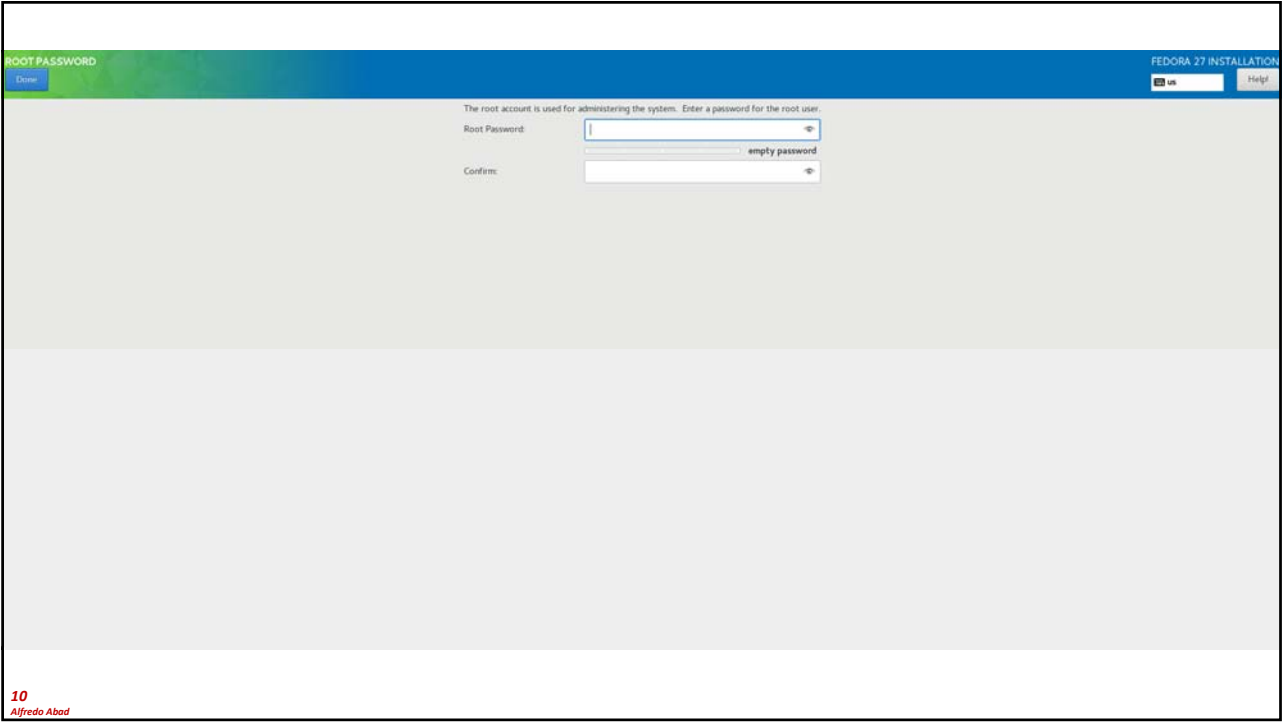 ROOT PASSWORD
FEDORA 27 INSTALLATION
Done
us
Help!
The root account is used for administering the system. Enter a password for the root user.
Root Password:
empty password
Confirm:
10
Alfredo Abad